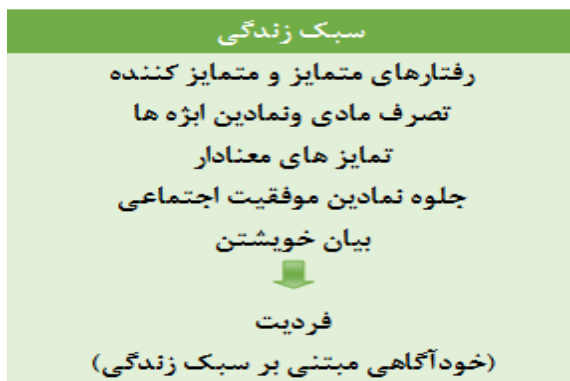 سبک زندگی
رفتارهای متمایز و متمایز کننده
تصرف مادی ونمادین ابژه ها
تمایز های معنادار
جلوه نمادین موفقیت اجتماعی
بیان خویشتن
فردیت
(خودآگاهی مبتنی بر سبک زندگی)